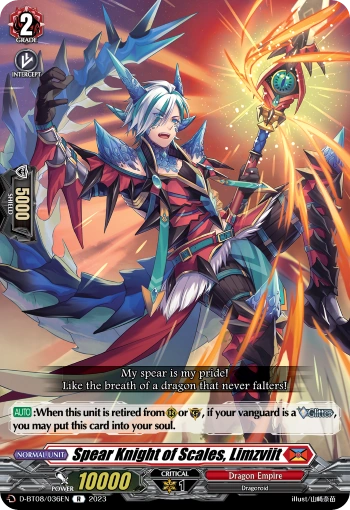 2
GRADE
INTERCEPT
5000
SHIELD
My spear is my pride!
Like the breath of a dragon that never falters!
AUTO:When this unit is retired from or , if your vanguard is a ,
you may put this card into your soul.
NORMAL UNIT Spear Knight of Scales, Limzviit
POWER 10000 CRITICAL 1 Dragon Empire
Dragoroid
D-BT08/036EN R 2023 illust/山崎奈苗